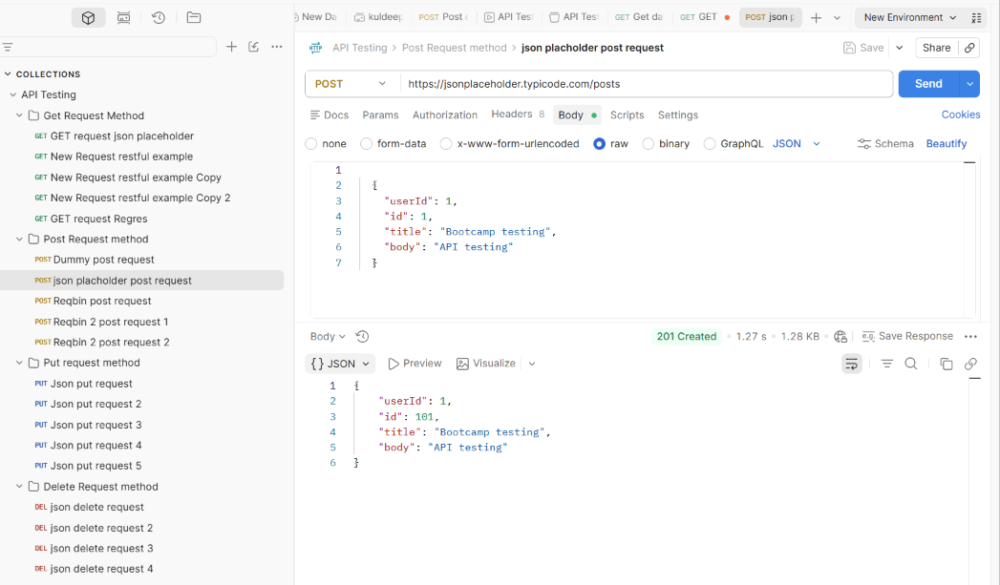 New Da kuldeep POST Post API Test API Test GET Get da GET GET POST json p New Environment
COLLECTIONS
API Testing
Get Request Method
GET GET request json placeholder
GET New Request restful example
GET New Request restful example Copy
GET New Request restful example Copy 2
GET GET request Regres
Post Request method
POST Dummy post request
POST json placholder post request
POST Reqbin post request
POST Reqbin 2 post request 1
POST Reqbin 2 post request 2
Put request method
PUT Json put request
PUT Json put request 2
PUT Json put request 3
PUT Json put request 4
PUT Json put request 5
Delete Request method
DEL json delete request
DEL json delete request 2
DEL json delete request 3
DEL json delete request 4
HTTP API Testing > Post Request method > json placholder post request Save Share
POST https://jsonplaceholder.typicode.com/posts Send
Docs Params Authorization Headers 8 Body Scripts Settings Cookies
none form-data x-www-form-urlencoded raw binary GraphQL JSON Schema Beautify
1
2 {
3 "userId": 1,
4 "id": 1,
5 "title": "Bootcamp testing",
6 "body": "API testing"
7 }
Body 201 Created 1.27 s 1.28 KB e.g. Save Response
{} JSON Preview Visualize
1 {
2 "userId": 1,
3 "id": 101,
4 "title": "Bootcamp testing",
5 "body": "API testing"
6 }